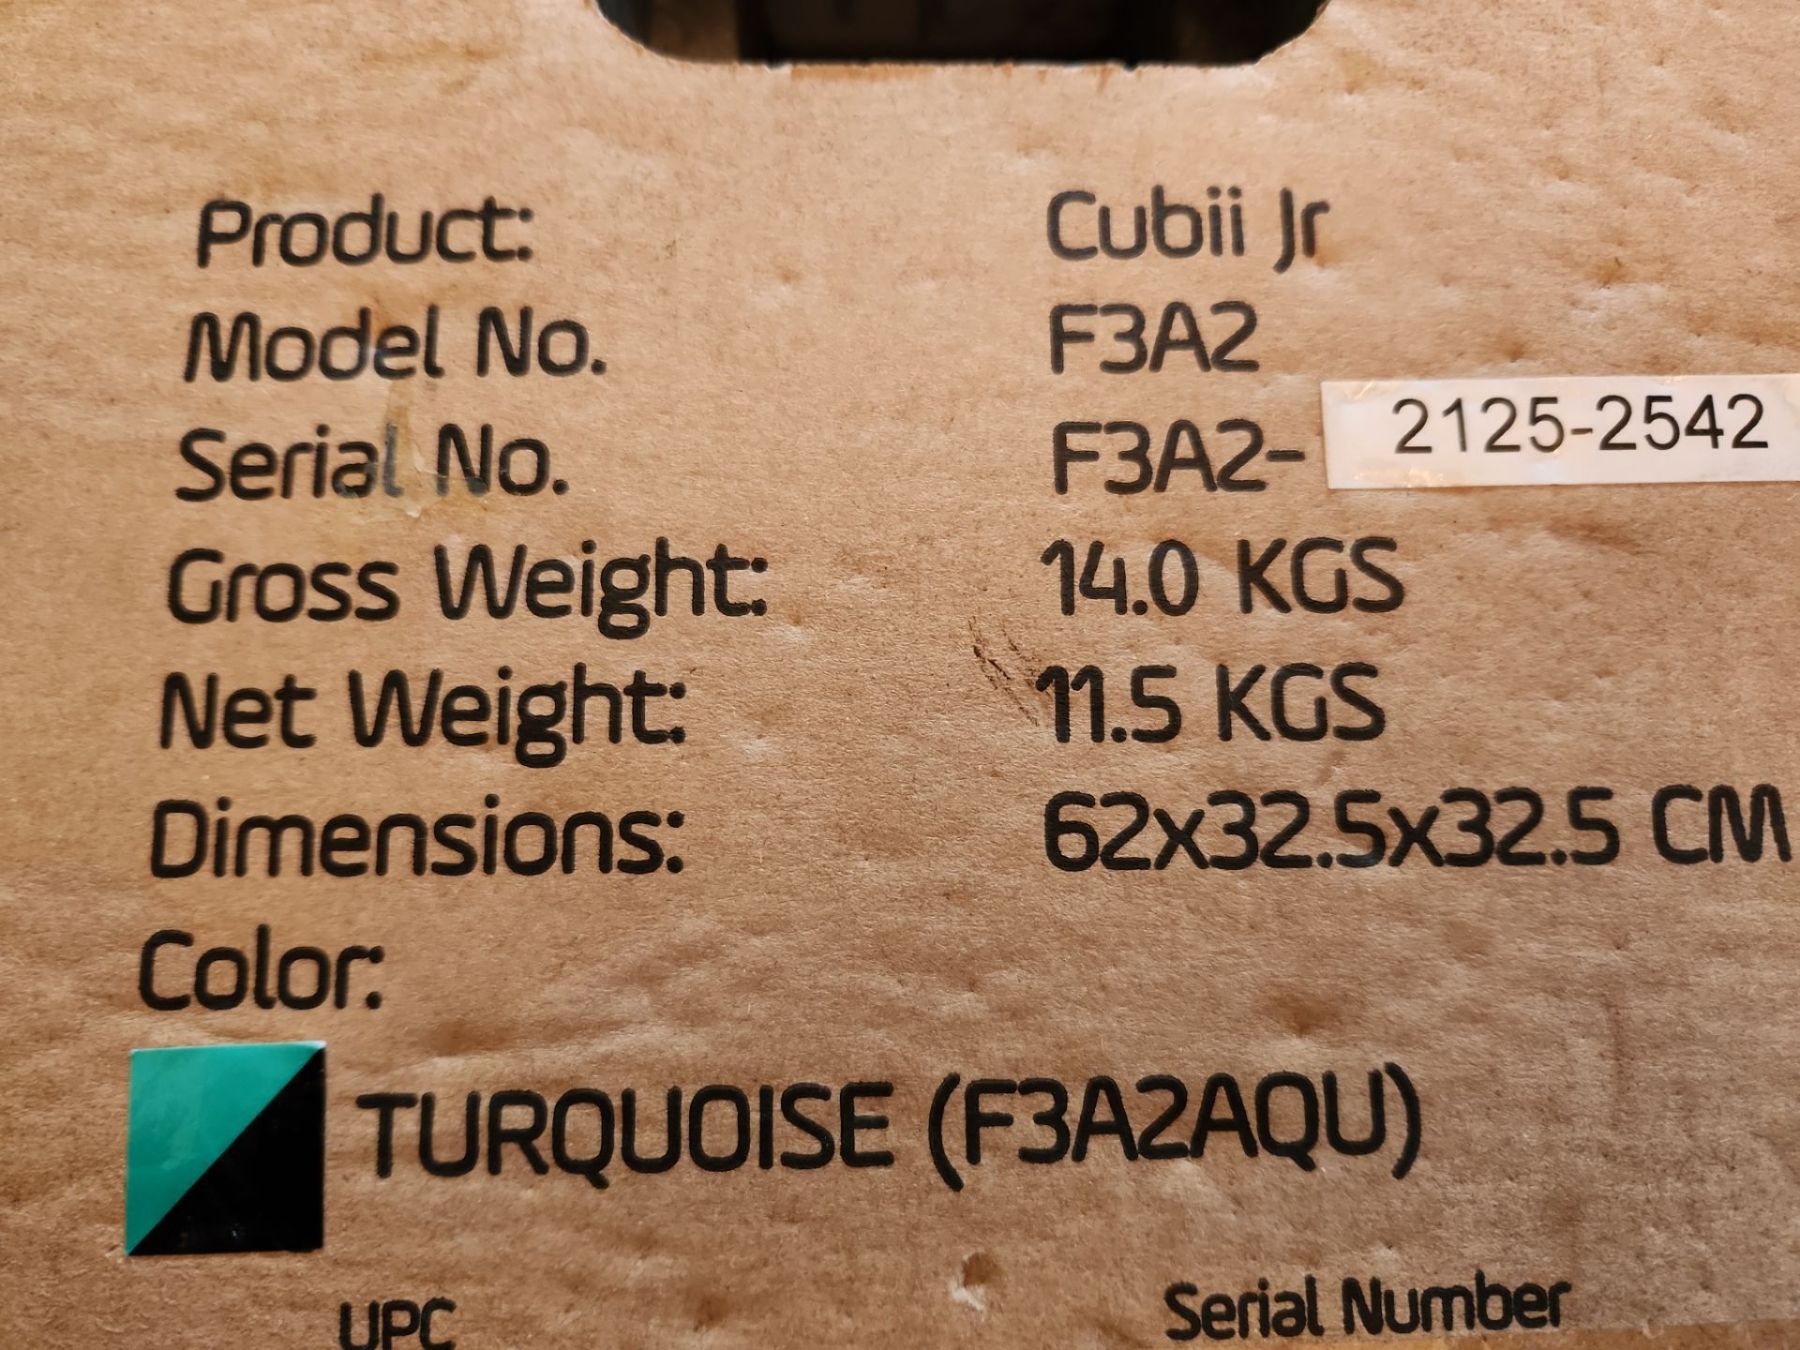 Product: Cubii Jr
Model No. F3A2
Serial No. F3A2- 2125-2542
Gross Weight: 14.0 KGS
Net Weight: 11.5 KGS
Dimensions: 62x32.5x32.5 CM
Color:
TURQUOISE (F3A2AQU)
UPC Serial Number